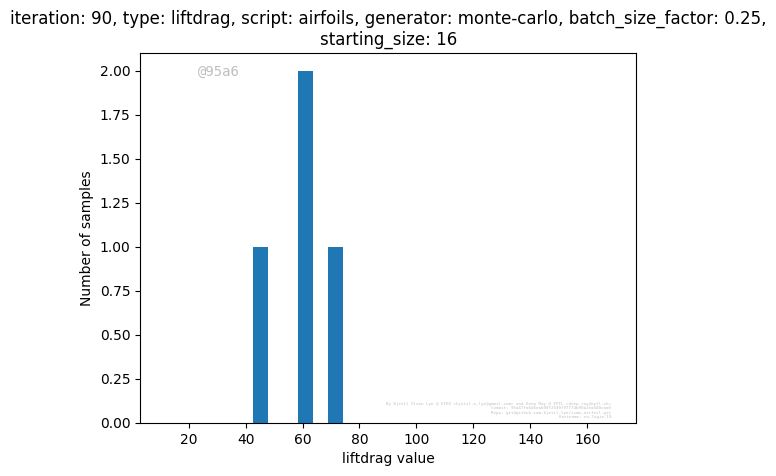 iteration: 90, type: liftdrag, script: airfoils, generator: monte-carlo, batch_size_factor: 0.25,
starting_size: 16
@95a6
2.00
1.75
1.50
1.25
1.00
0.75
0.50
0.25
0.00
Number of samples
20 40 60 80 100 120 140 160
liftdrag value